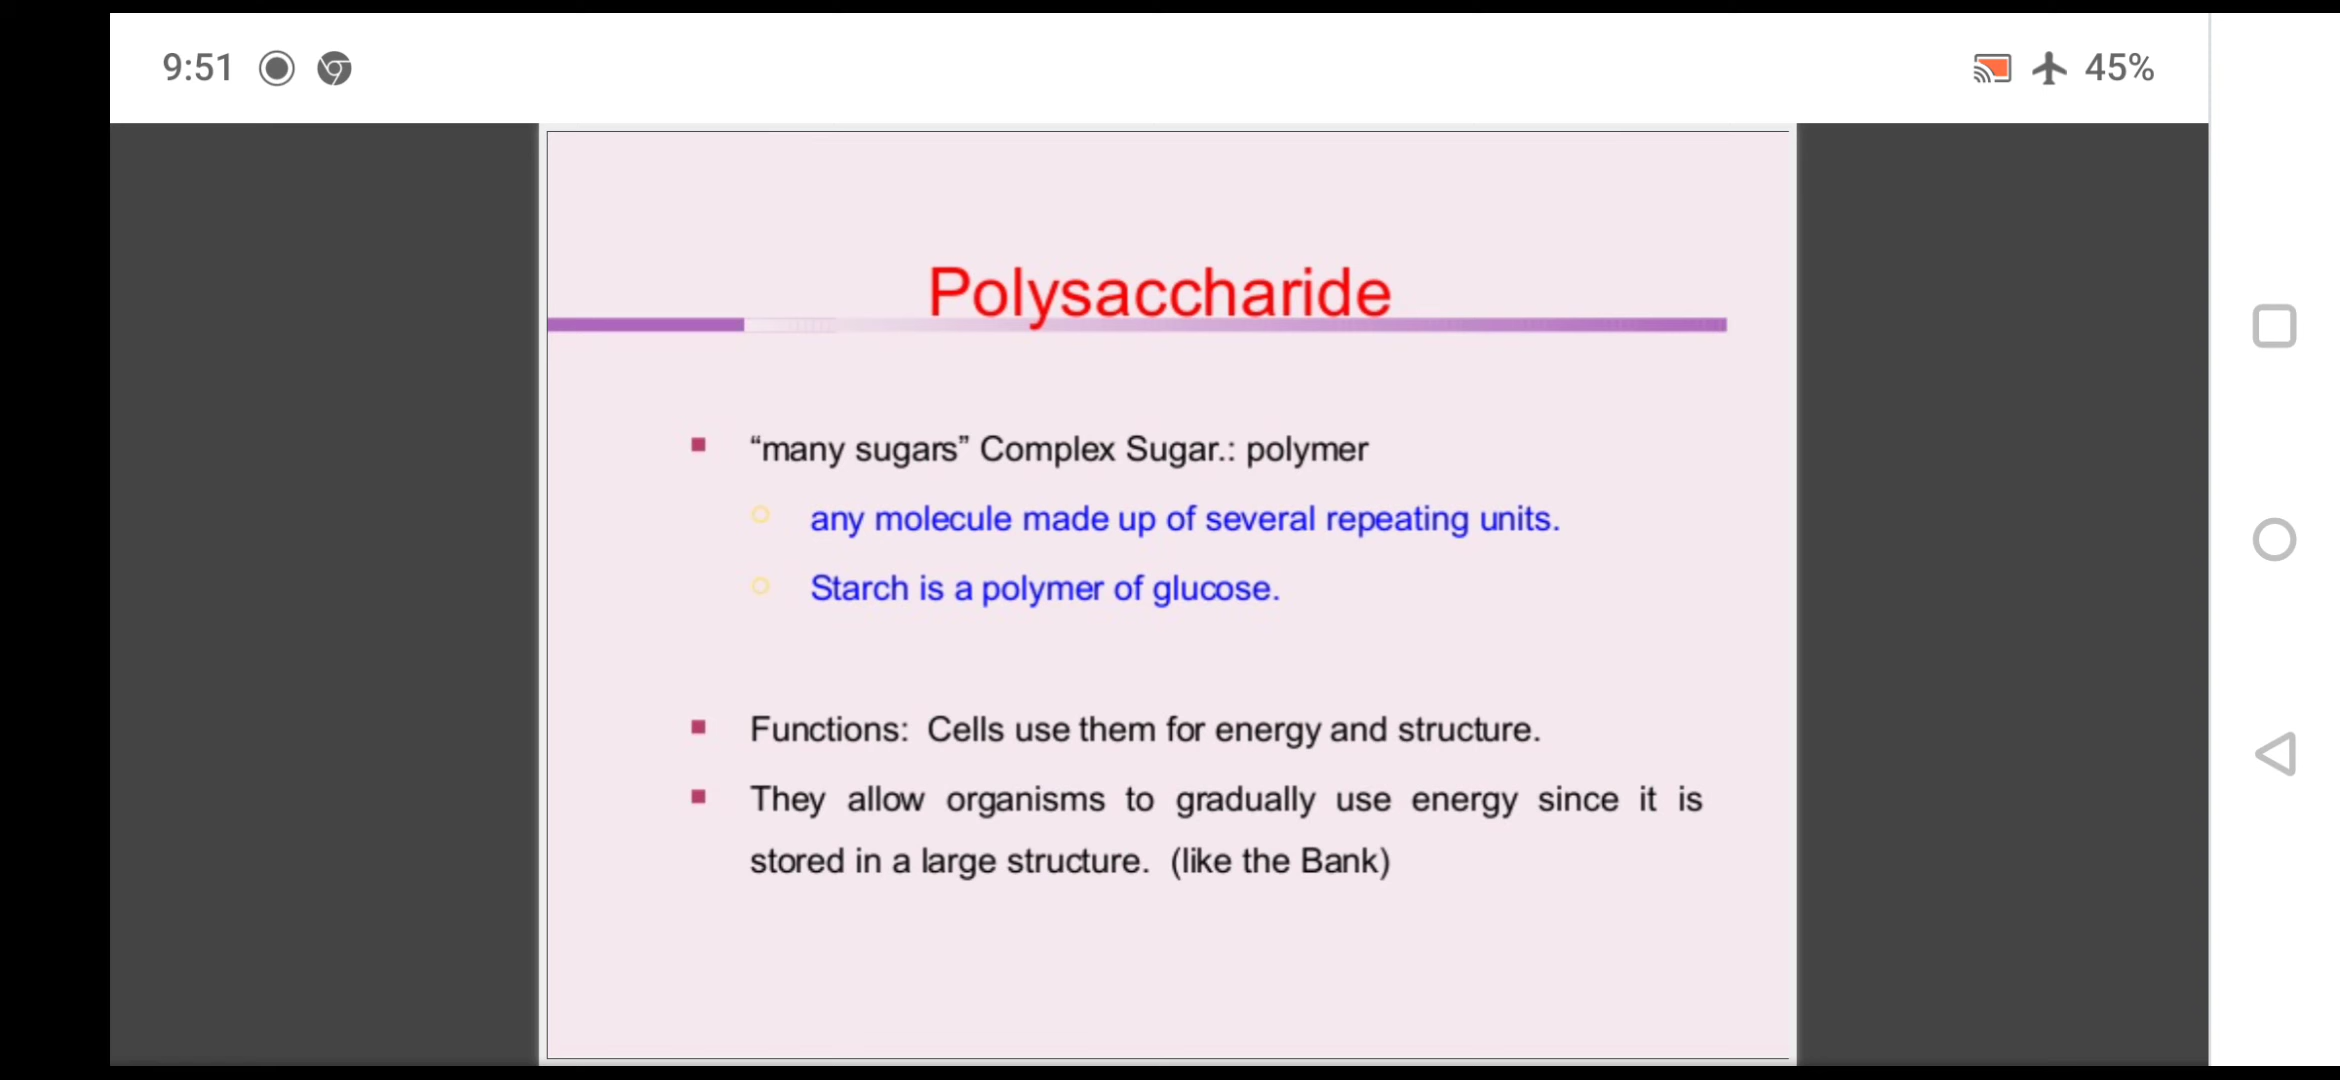 9:51
45%
Polysaccharide
“many sugars” Complex Sugar.: polymer
any molecule made up of several repeating units.
Starch is a polymer of glucose.
Functions:  Cells use them for energy and structure.
They allow organisms to gradually use energy since it is
stored in a large structure.  (like the Bank)